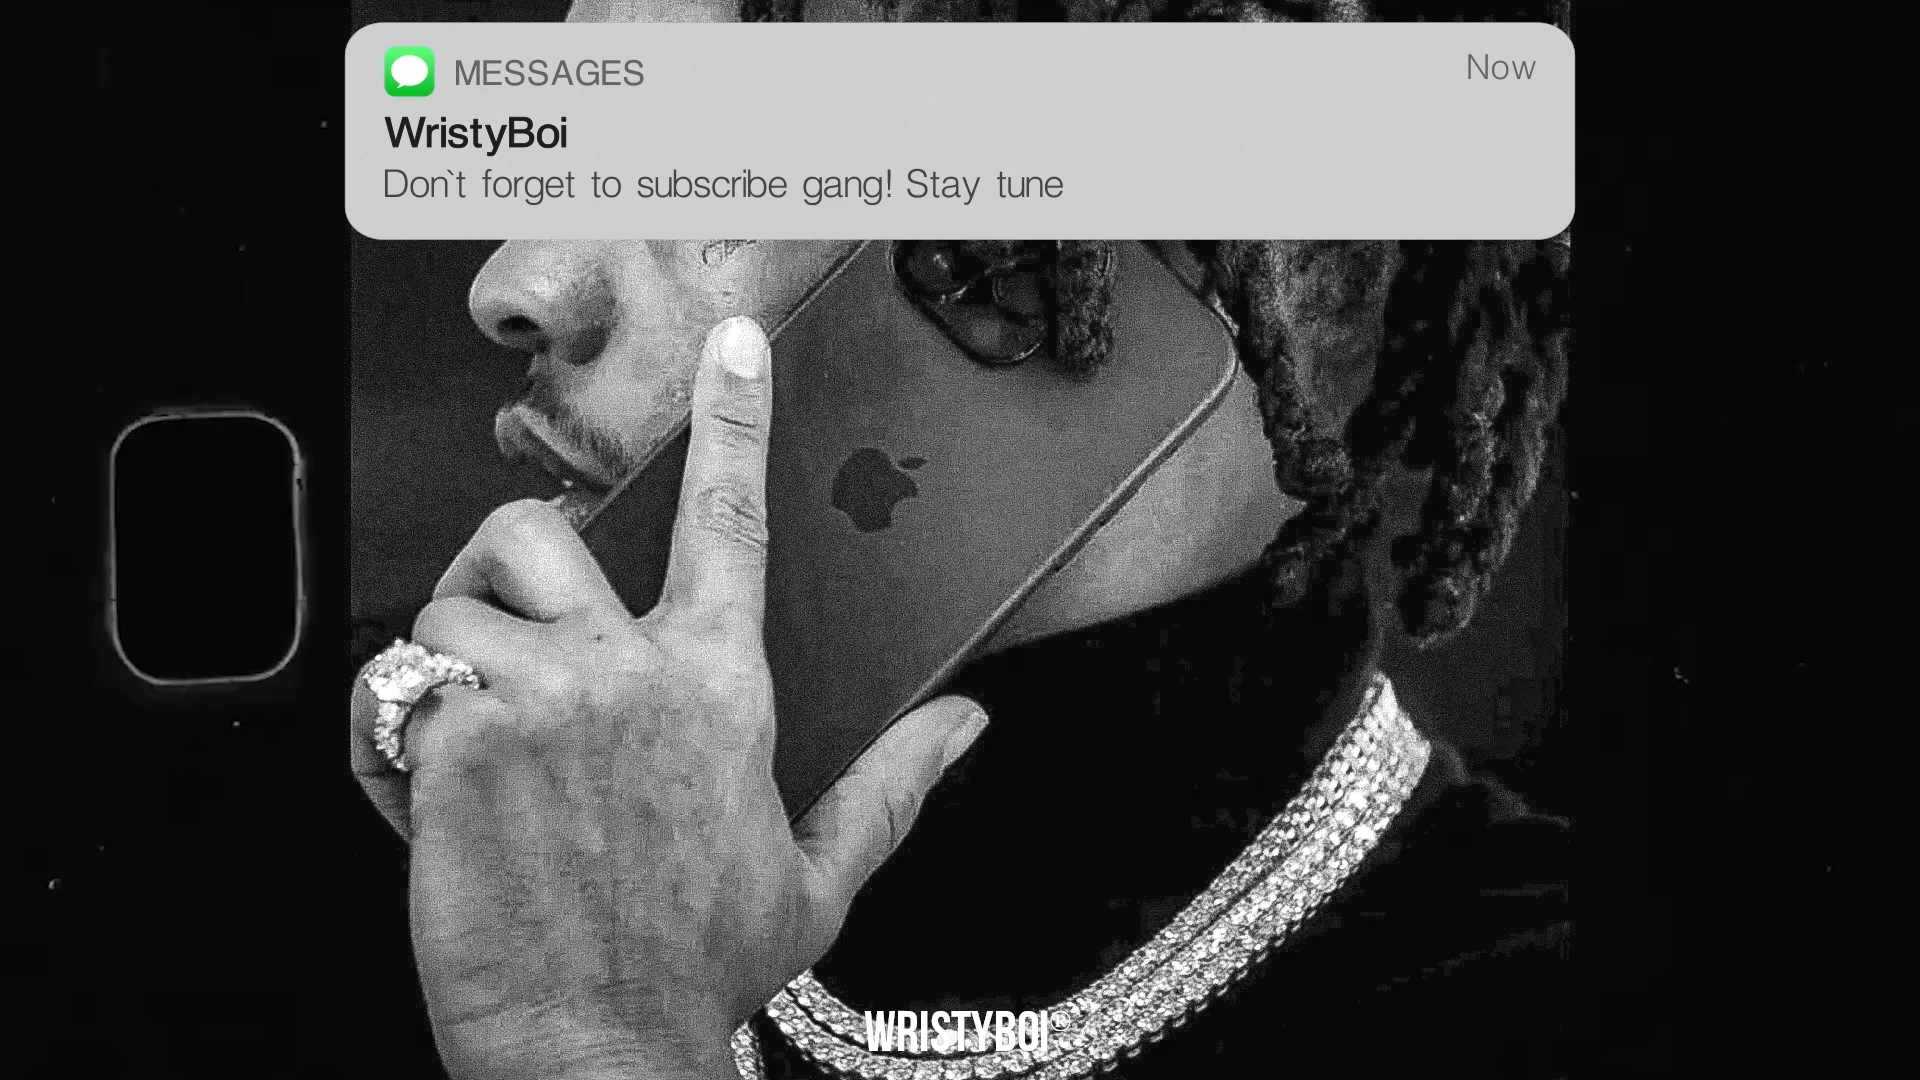 MESSAGES
Now
WristyBoi
Don`t forget to subscribe gang! Stay tune
WRISTYBOI®